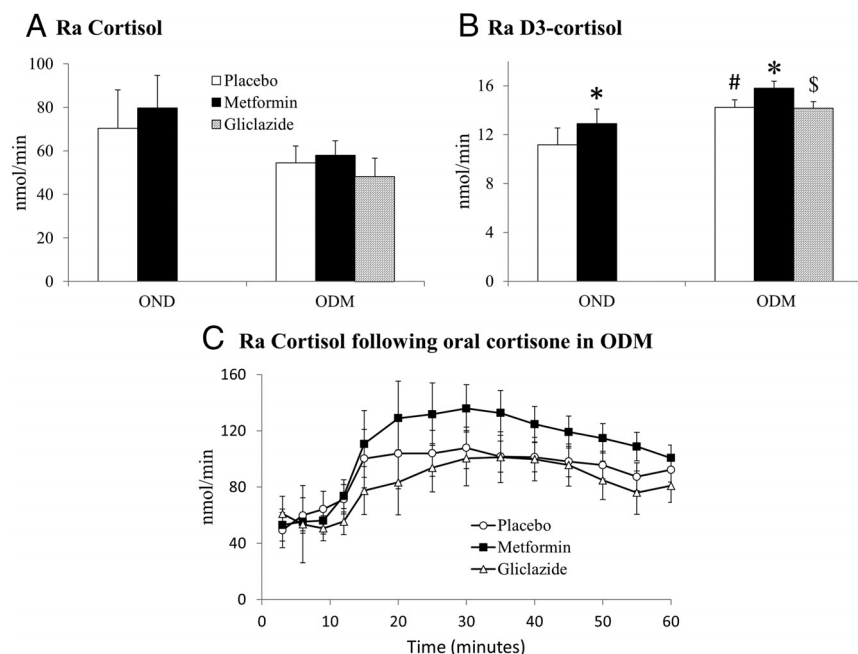 A Ra Cortisol
100
80
60
40
20
0
nmol/min
Placebo
Metformin
Gliclazide
OND
ODM
B Ra D3-cortisol
16
12
8
4
0
nmol/min
*
#
*
$
OND
ODM
C Ra Cortisol following oral cortisone in ODM
160
120
80
40
0
nmol/min
Placebo
Metformin
Gliclazide
0 10 20 30 40 50 60
Time (minutes)